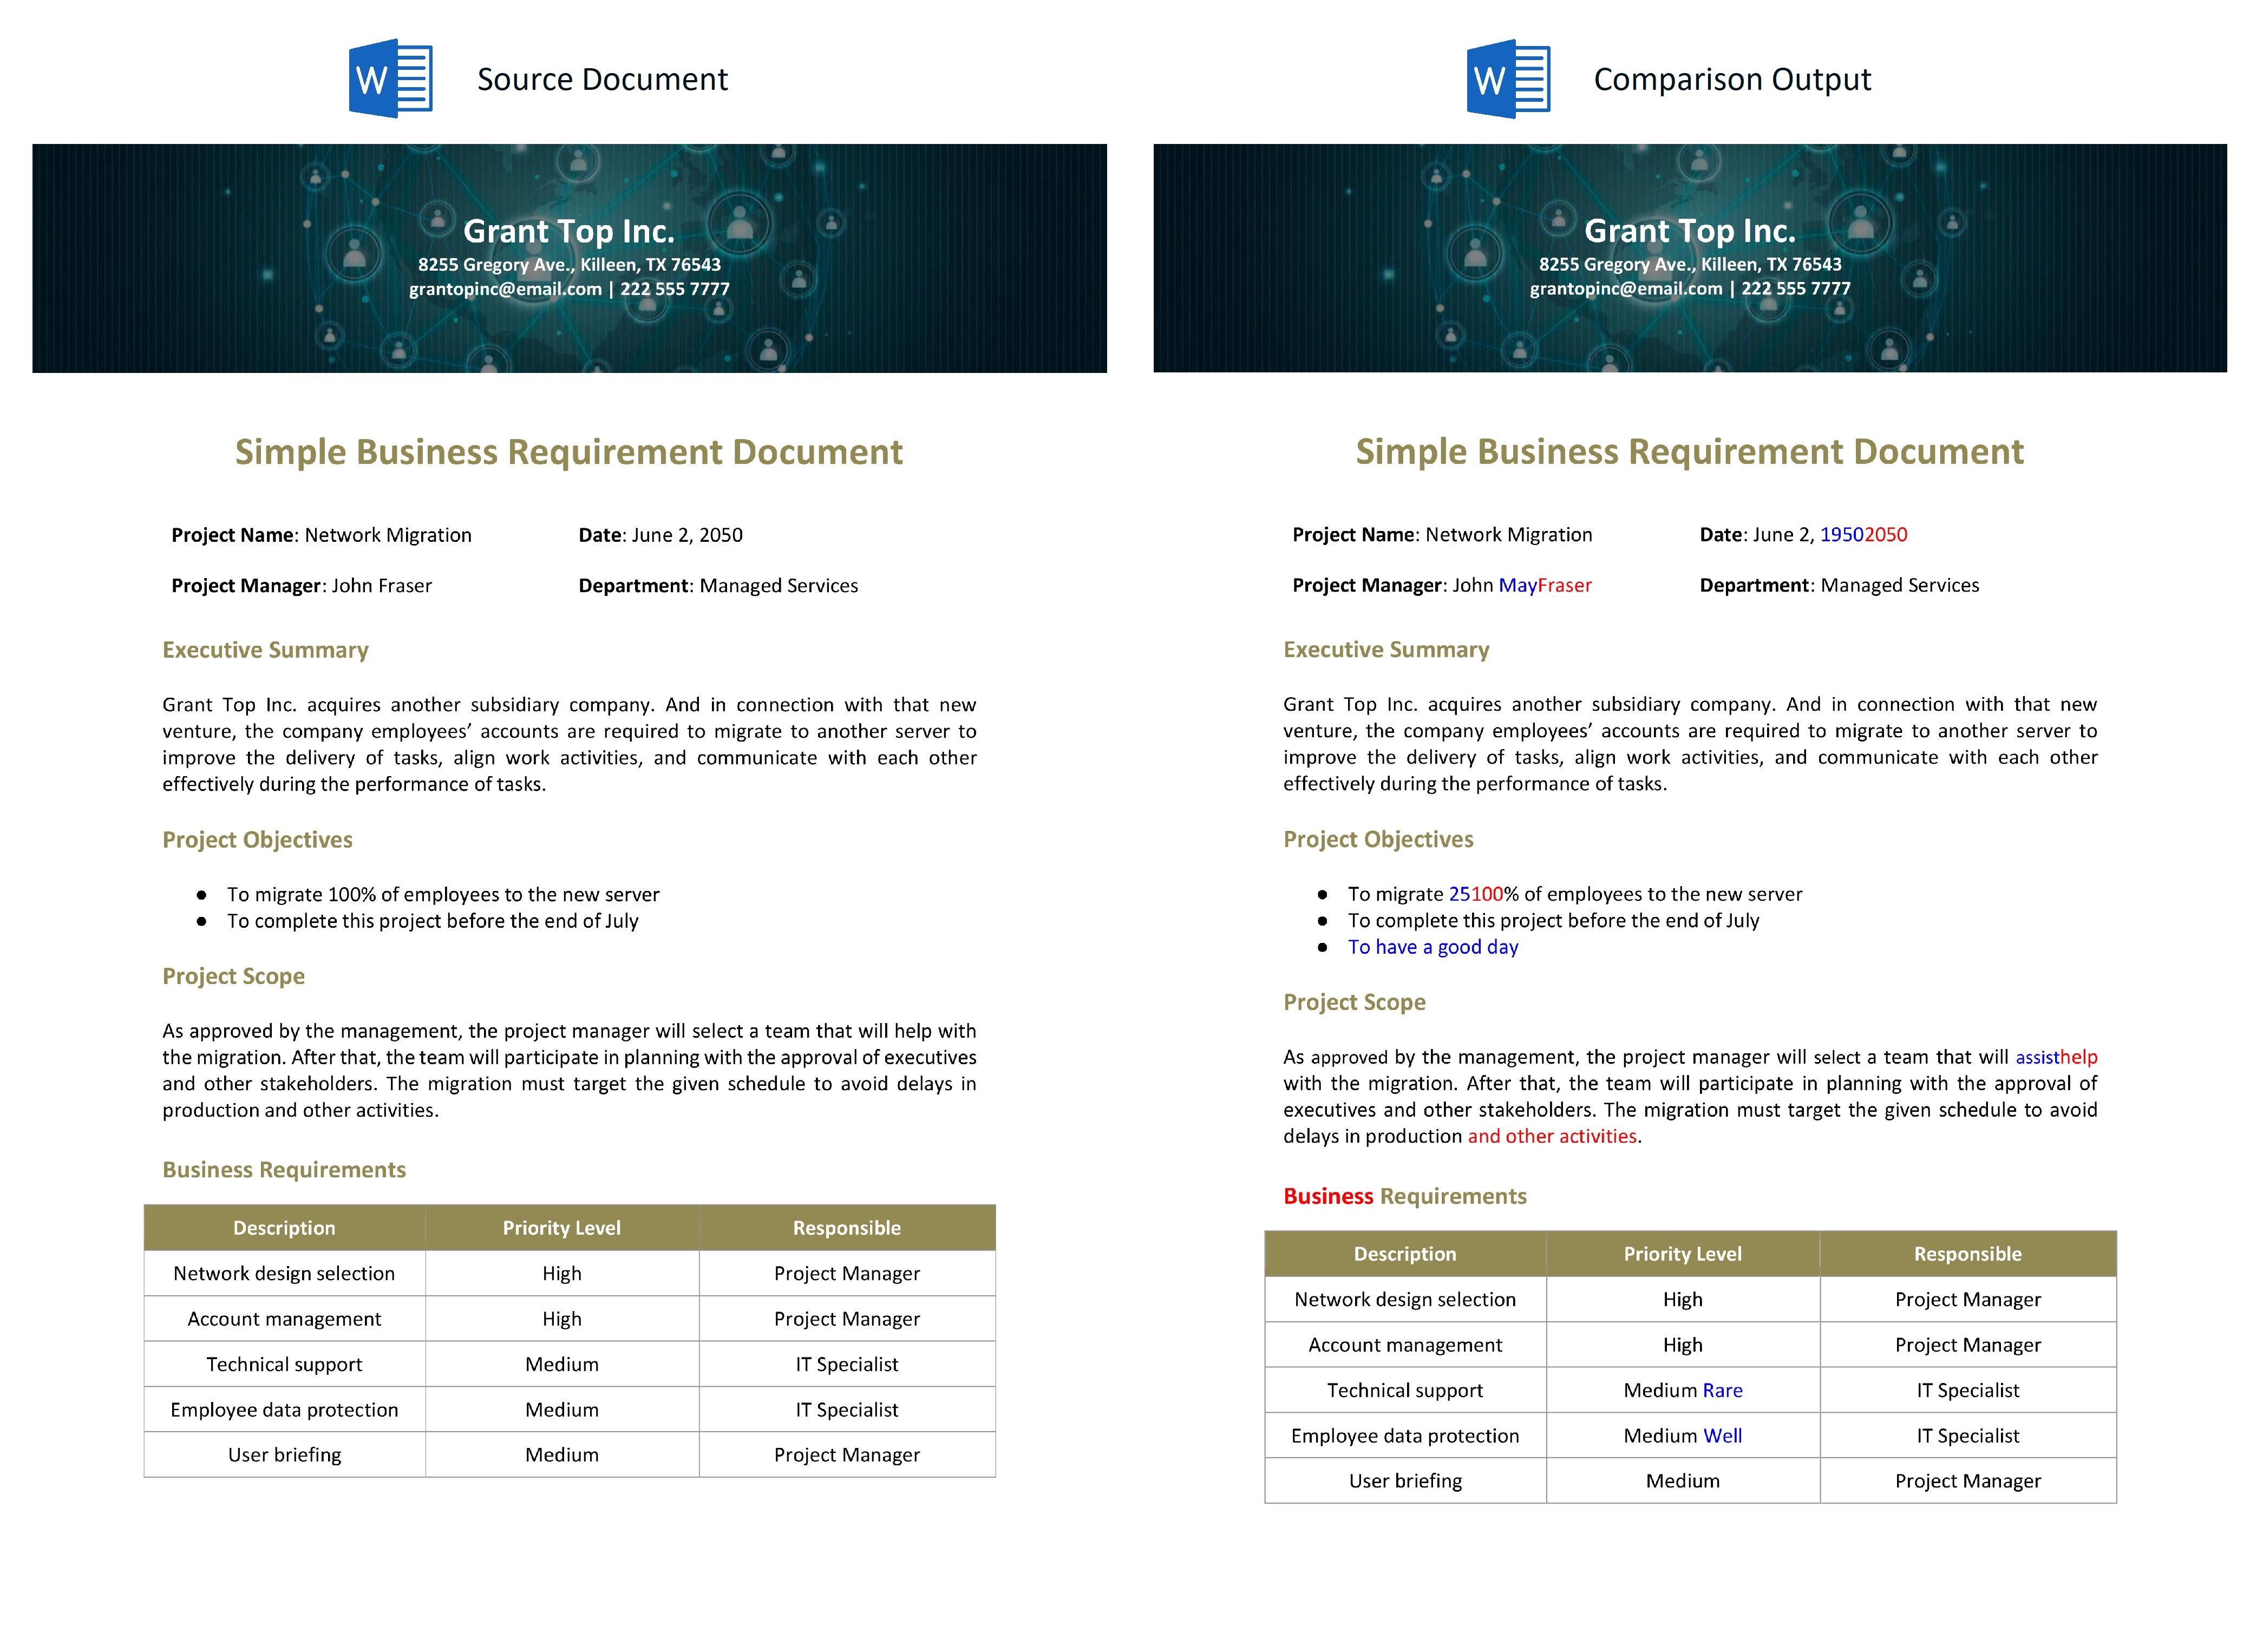 W Source Document
Grant Top Inc.
8255 Gregory Ave., Killeen, TX 76543
grantopinc@email.com | 222 555 7777
Simple Business Requirement Document
Project Name: Network Migration Date: June 2, 2050
Project Manager: John Fraser Department: Managed Services
Executive Summary
Grant Top Inc. acquires another subsidiary company. And in connection with that new
venture, the company employees’ accounts are required to migrate to another server to
improve the delivery of tasks, align work activities, and communicate with each other
effectively during the performance of tasks.
Project Objectives
● To migrate 100% of employees to the new server
● To complete this project before the end of July
Project Scope
As approved by the management, the project manager will select a team that will help with
the migration. After that, the team will participate in planning with the approval of executives
and other stakeholders. The migration must target the given schedule to avoid delays in
production and other activities.
Business Requirements
Description Priority Level Responsible
Network design selection High Project Manager
Account management High Project Manager
Technical support Medium IT Specialist
Employee data protection Medium IT Specialist
User briefing Medium Project Manager
W Comparison Output
Grant Top Inc.
8255 Gregory Ave., Killeen, TX 76543
grantopinc@email.com | 222 555 7777
Simple Business Requirement Document
Project Name: Network Migration Date: June 2, 19502050
Project Manager: John MayFraser Department: Managed Services
Executive Summary
Grant Top Inc. acquires another subsidiary company. And in connection with that new
venture, the company employees’ accounts are required to migrate to another server to
improve the delivery of tasks, align work activities, and communicate with each other
effectively during the performance of tasks.
Project Objectives
● To migrate 25100% of employees to the new server
● To complete this project before the end of July
● To have a good day
Project Scope
As approved by the management, the project manager will select a team that will assisthelp
with the migration. After that, the team will participate in planning with the approval of
executives and other stakeholders. The migration must target the given schedule to avoid
delays in production and other activities.
Business Requirements
Description Priority Level Responsible
Network design selection High Project Manager
Account management High Project Manager
Technical support Medium Rare IT Specialist
Employee data protection Medium Well IT Specialist
User briefing Medium Project Manager